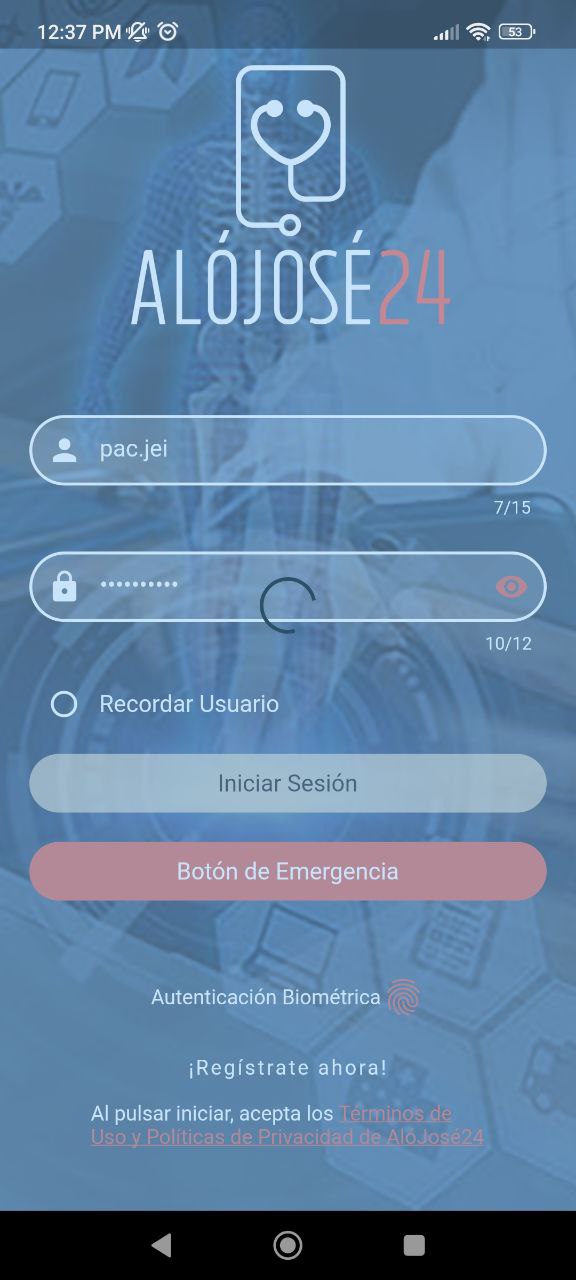 12:37 PM
53
ALÓJOSÉ24
pac.jei
7/15
••••••••••
10/12
Recordar Usuario
Iniciar Sesión
Botón de Emergencia
Autenticación Biométrica
¡Regístrate ahora!
Al pulsar iniciar, acepta los Términos de
Uso y Políticas de Privacidad de AlóJosé24